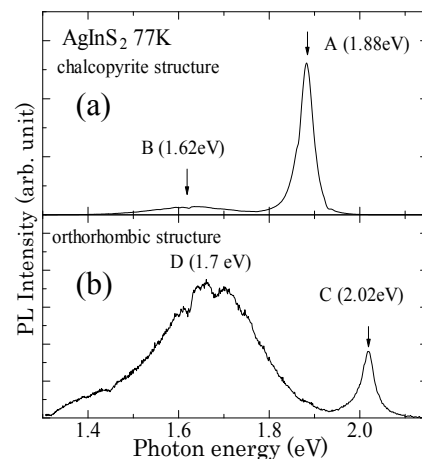 AgInS₂ 77K
chalcopyrite structure
A (1.88eV)
(a)
B (1.62eV)
PL Intensity (arb. unit)
orthorhombic structure
D (1.7 eV)
(b)
C (2.02eV)
1.4 1.6 1.8 2.0
Photon energy (eV)